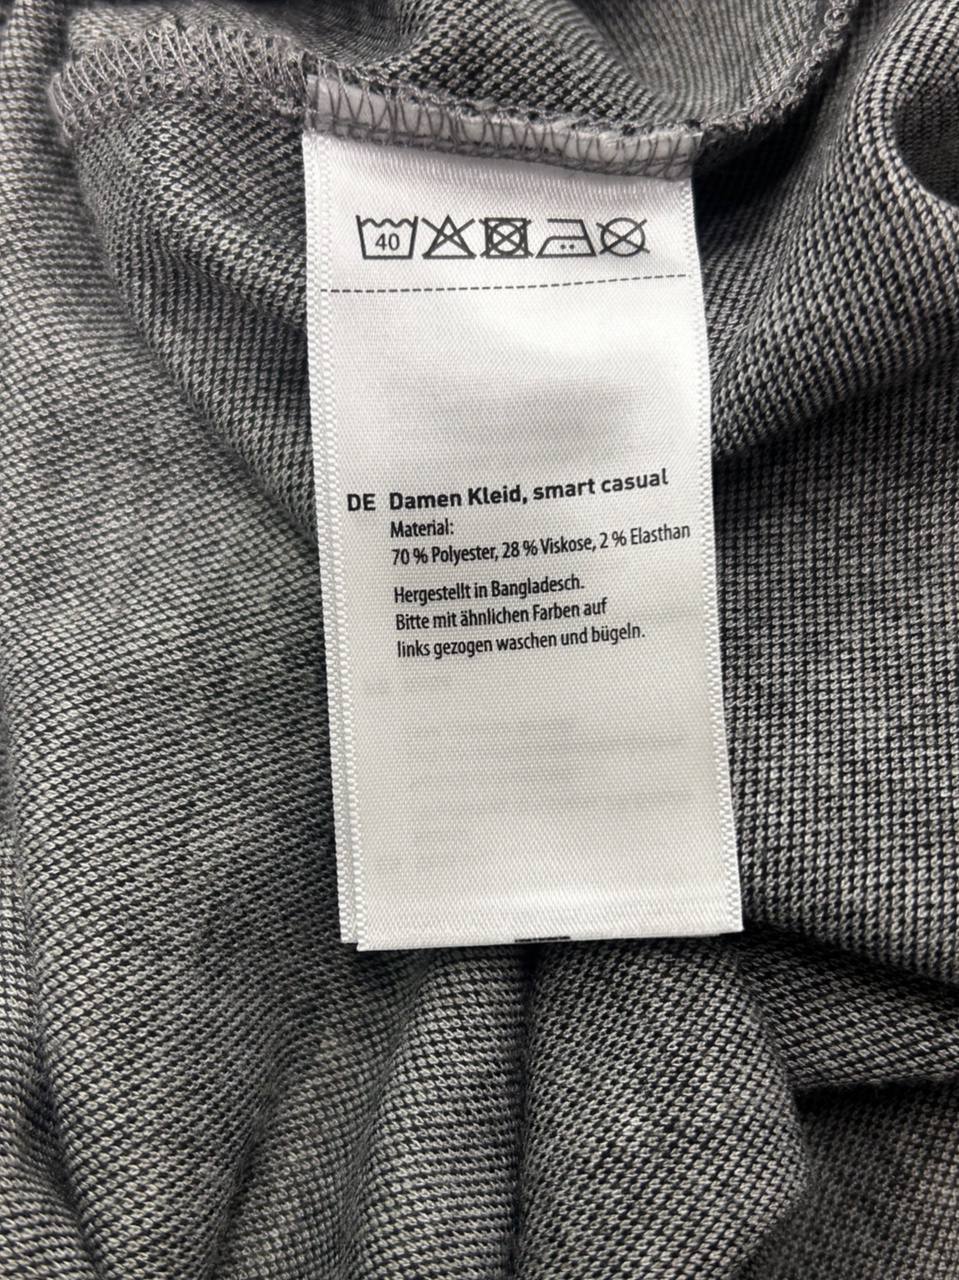 40
DE Damen Kleid, smart casual
Material:
70 % Polyester, 28 % Viskose, 2 % Elasthan
Hergestellt in Bangladesch.
Bitte mit ähnlichen Farben auf
links gezogen waschen und bügeln.